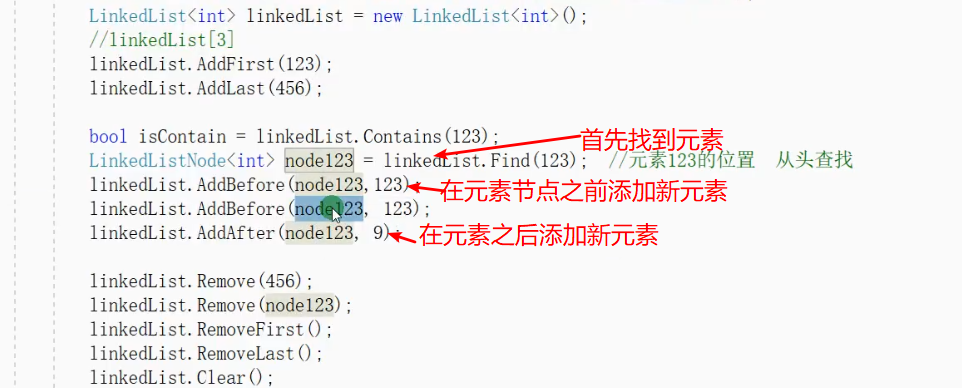 LinkedList<int> linkedList = new LinkedList<int>();
//linkedList[3]
linkedList.AddFirst(123);
linkedList.AddLast(456);
bool isContain = linkedList.Contains(123);
首先找到元素
LinkedListNode<int> node123 = linkedList.Find(123); //元素123的位置 从头查找
linkedList.AddBefore(node123,123);
在元素节点之前添加新元素
linkedList.AddBefore(node123, 123);
linkedList.AddAfter(node123, 9);
在元素之后添加新元素
linkedList.Remove(456);
linkedList.Remove(node123);
linkedList.RemoveFirst();
linkedList.RemoveLast();
linkedList.Clear();